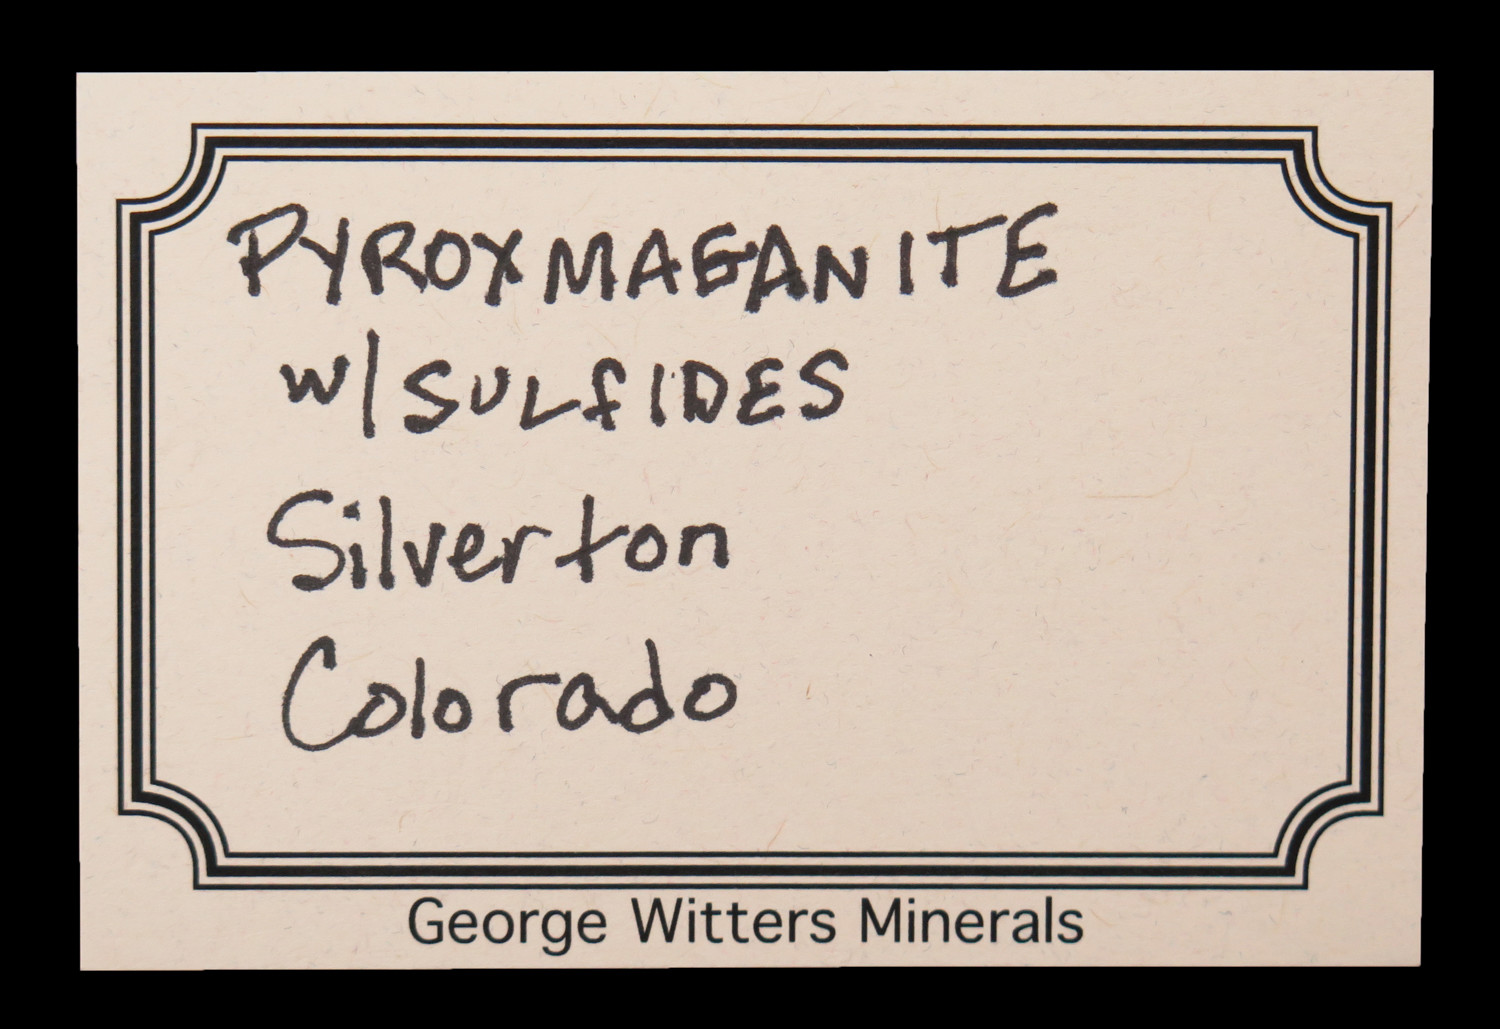 PYROXMAGANITE
w/SULfIDES
Silverton
Colorado
George Witters Minerals